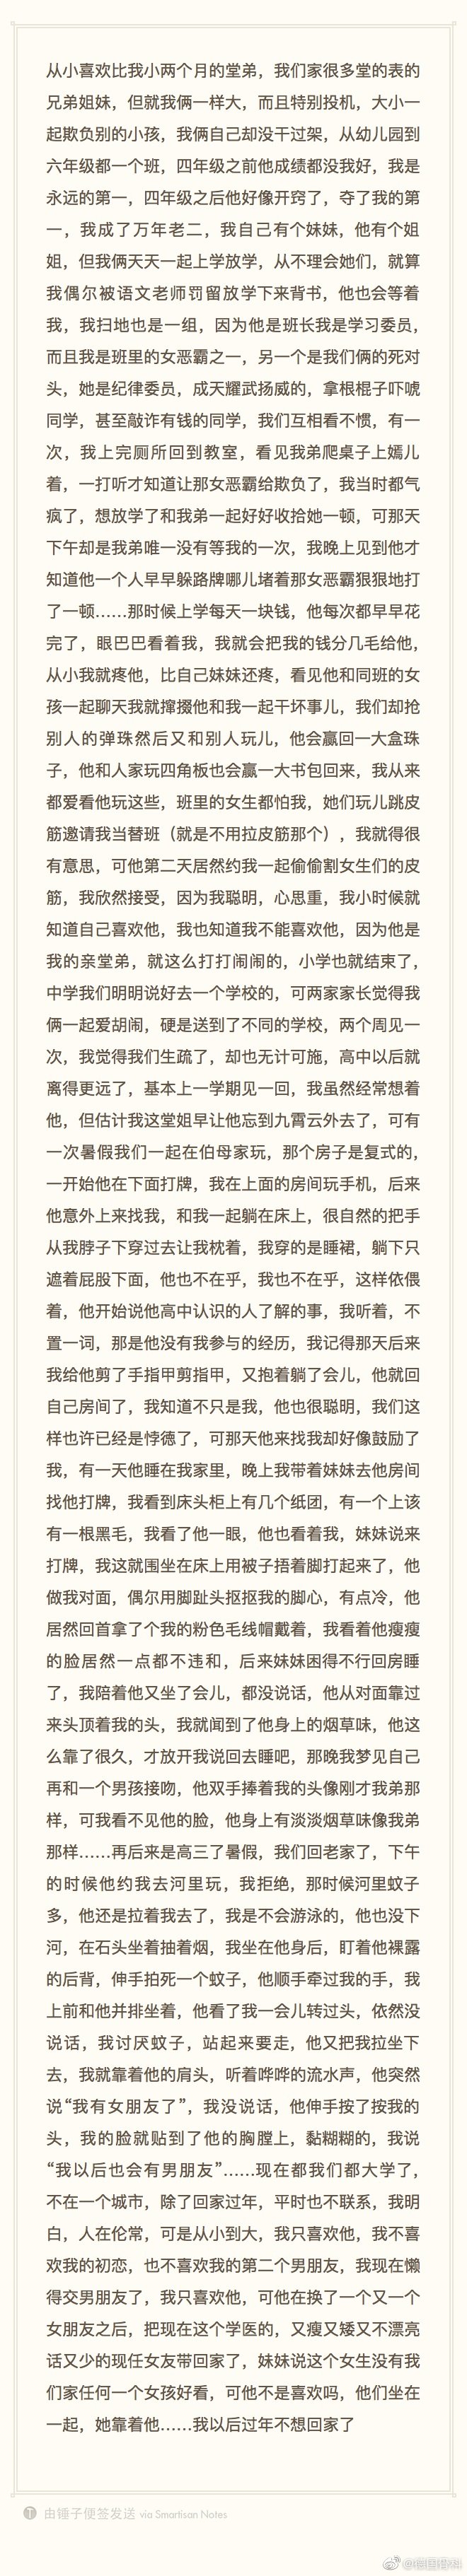 从小喜欢比我小两个月的堂弟，我们家很多堂的表的
兄弟姐妹，但就我俩一样大，而且特别投机，大小一
起欺负别的小孩，我俩自己却没干过架，从幼儿园到
六年级都一个班，四年级之前他成绩都没我好，我是
永远的第一，四年级之后他好像开窍了，夺了我的第
一，我成了万年老二，我自己有个妹妹，他有个姐
姐，但我俩天天一起上学放学，从不理会她们，就算
我偶尔被语文老师罚留放学下来背书，他也会等着
我，我扫地也是一组，因为他是班长我是学习委员，
而且我是班里的女恶霸之一，另一个是我们俩的死对
头，她是纪律委员，成天耀武扬威的，拿根棍子吓唬
同学，甚至敲诈有钱的同学，我们互相看不惯，有一
次，我上完厕所回到教室，看见我弟爬桌子上嫣儿
着，一打听才知道让那女恶霸给欺负了，我当时都气
疯了，想放学了和我弟一起好好收拾她一顿，可那天
下午却是我弟唯一没有等我的一次，我晚上见到他才
知道他一个人早早躲路牌哪儿堵着那女恶霸狠狠地打
了一顿……那时候上学每天一块钱，他每次都早早花
完了，眼巴巴看着我，我就会把我的钱分几毛给他，
从小我就疼他，比自己妹妹还疼，看见他和同班的女
孩一起聊天我就撺掇他和我一起干坏事儿，我们却抢
别人的弹珠然后又和别人玩儿，他会赢回一大盒珠
子，他和人家玩四角板也会赢一大书包回来，我从来
都爱看他玩这些，班里的女生都怕我，她们玩儿跳皮
筋邀请我当替班（就是不用拉皮筋那个），我就得很
有意思，可他第二天居然约我一起偷偷割女生们的皮
筋，我欣然接受，因为我聪明，心思重，我小时候就
知道自己喜欢他，我也知道我不能喜欢他，因为他是
我的亲堂弟，就这么打打闹闹的，小学也就结束了，
中学我们明明说好去一个学校的，可两家家长觉得我
俩一起爱胡闹，硬是送到了不同的学校，两个周见一
次，我觉得我们生疏了，却也无计可施，高中以后就
离得更远了，基本上一学期见一回，我虽然经常想着
他，但估计我这堂姐早让他忘到九霄云外去了，可有
一次暑假我们一起在伯母家玩，那个房子是复式的，
一开始他在下面打牌，我在上面的房间玩手机，后来
他意外上来找我，和我一起躺在床上，很自然的把手
从我脖子下穿过去让我枕着，我穿的是睡裙，躺下只
遮着屁股下面，他也不在乎，我也不在乎，这样依偎
着，他开始说他高中认识的人了解的事，我听着，不
置一词，那是他没有我参与的经历，我记得那天后来
我给他剪了手指甲剪指甲，又抱着躺了会儿，他就回
自己房间了，我知道不只是我，他也很聪明，我们这
样也许已经是悖德了，可那天他来找我却好像鼓励了
我，有一天他睡在我家里，晚上我带着妹妹去他房间
找他打牌，我看到床头柜上有几个纸团，有一个上该
有一根黑毛，我看了他一眼，他也看着我，妹妹说来
打牌，我这就围坐在床上用被子捂着脚打起来了，他
做我对面，偶尔用脚趾头抠抠我的脚心，有点冷，他
居然回首拿了个我的粉色毛线帽戴着，我看着他瘦瘦
的脸居然一点都不违和，后来妹妹困得不行回房睡
了，我陪着他又坐了会儿，都没说话，他从对面靠过
来头顶着我的头，我就闻到了他身上的烟草味，他这
么靠了很久，才放开我说回去睡吧，那晚我梦见自己
再和一个男孩接吻，他双手捧着我的头像刚才我弟那
样，可我看不见他的脸，他身上有淡淡烟草味像我弟
那样……再后来是高三了暑假，我们回老家了，下午
的时候他约我去河里玩，我拒绝，那时候河里蚊子
多，他还是拉着我去了，我是不会游泳的，他也没下
河，在石头坐着抽着烟，我坐在他身后，盯着他裸露
的后背，伸手拍死一个蚊子，他顺手牵过我的手，我
上前和他并排坐着，他看了我一会儿转过头，依然没
说话，我讨厌蚊子，站起来要走，他又把我拉坐下
去，我就靠着他的肩头，听着哗哗的流水声，他突然
说“我有女朋友了”，我没说话，他伸手按了按我的
头，我的脸就贴到了他的胸膛上，黏糊糊的，我说
“我以后也会有男朋友”……现在都我们都大学了，
不在一个城市，除了回家过年，平时也不联系，我明
白，人在伦常，可是从小到大，我只喜欢他，我不喜
欢我的初恋，也不喜欢我的第二个男朋友，我现在懒
得交男朋友了，我只喜欢他，可他在换了一个又一个
女朋友之后，把现在这个学医的，又瘦又矮又不漂亮
话又少的现任女友带回家了，妹妹说这个女生没有我
们家任何一个女孩好看，可他不是喜欢吗，他们坐在
一起，她靠着他……我以后过年不想回家了
由锤子便签发送 via Smartisan Notes